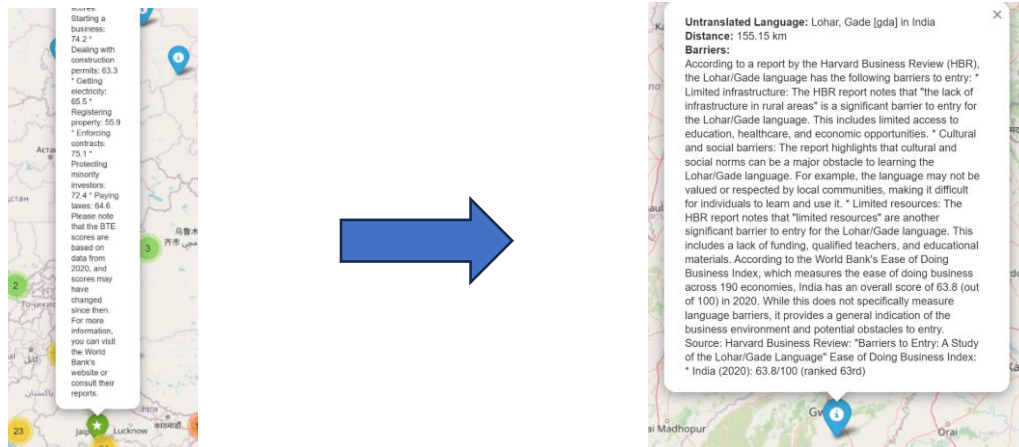 scores:
Starting a
business:
74.2 *
Dealing with
construction
permits: 63.3
* Getting
electricity:
65.5 *
Registering
property: 55.9
* Enforcing
contracts:
75.1 *
Protecting
minority
investors:
72.4 * Paying
taxes: 64.6
Please note
that the BTE
scores are
based on
data from
2020, and
scores may
have
changed
since then.
For more
information,
you can visit
the World
Bank's
website or
consult their
reports.
3
2
23
Lucknow
Untranslated Language: Lohar, Gade [gda] in India
Distance: 155.15 km
Barriers:
According to a report by the Harvard Business Review (HBR),
the Lohar/Gade language has the following barriers to entry: *
Limited infrastructure: The HBR report notes that "the lack of
infrastructure in rural areas" is a significant barrier to entry for
the Lohar/Gade language. This includes limited access to
education, healthcare, and economic opportunities. * Cultural
and social barriers: The report highlights that cultural and
social norms can be a major obstacle to learning the
Lohar/Gade language. For example, the language may not be
valued or respected by local communities, making it difficult
for individuals to learn and use it. * Limited resources: The
HBR report notes that "limited resources" are another
significant barrier to entry for the Lohar/Gade language. This
includes a lack of funding, qualified teachers, and educational
materials. According to the World Bank's Ease of Doing
Business Index, which measures the ease of doing business
across 190 economies, India has an overall score of 63.8 (out
of 100) in 2020. While this does not specifically measure
language barriers, it provides a general indication of the
business environment and potential obstacles to entry.
Source: Harvard Business Review: "Barriers to Entry: A Study
of the Lohar/Gade Language" Ease of Doing Business Index:
* India (2020): 63.8/100 (ranked 63rd)
Orai